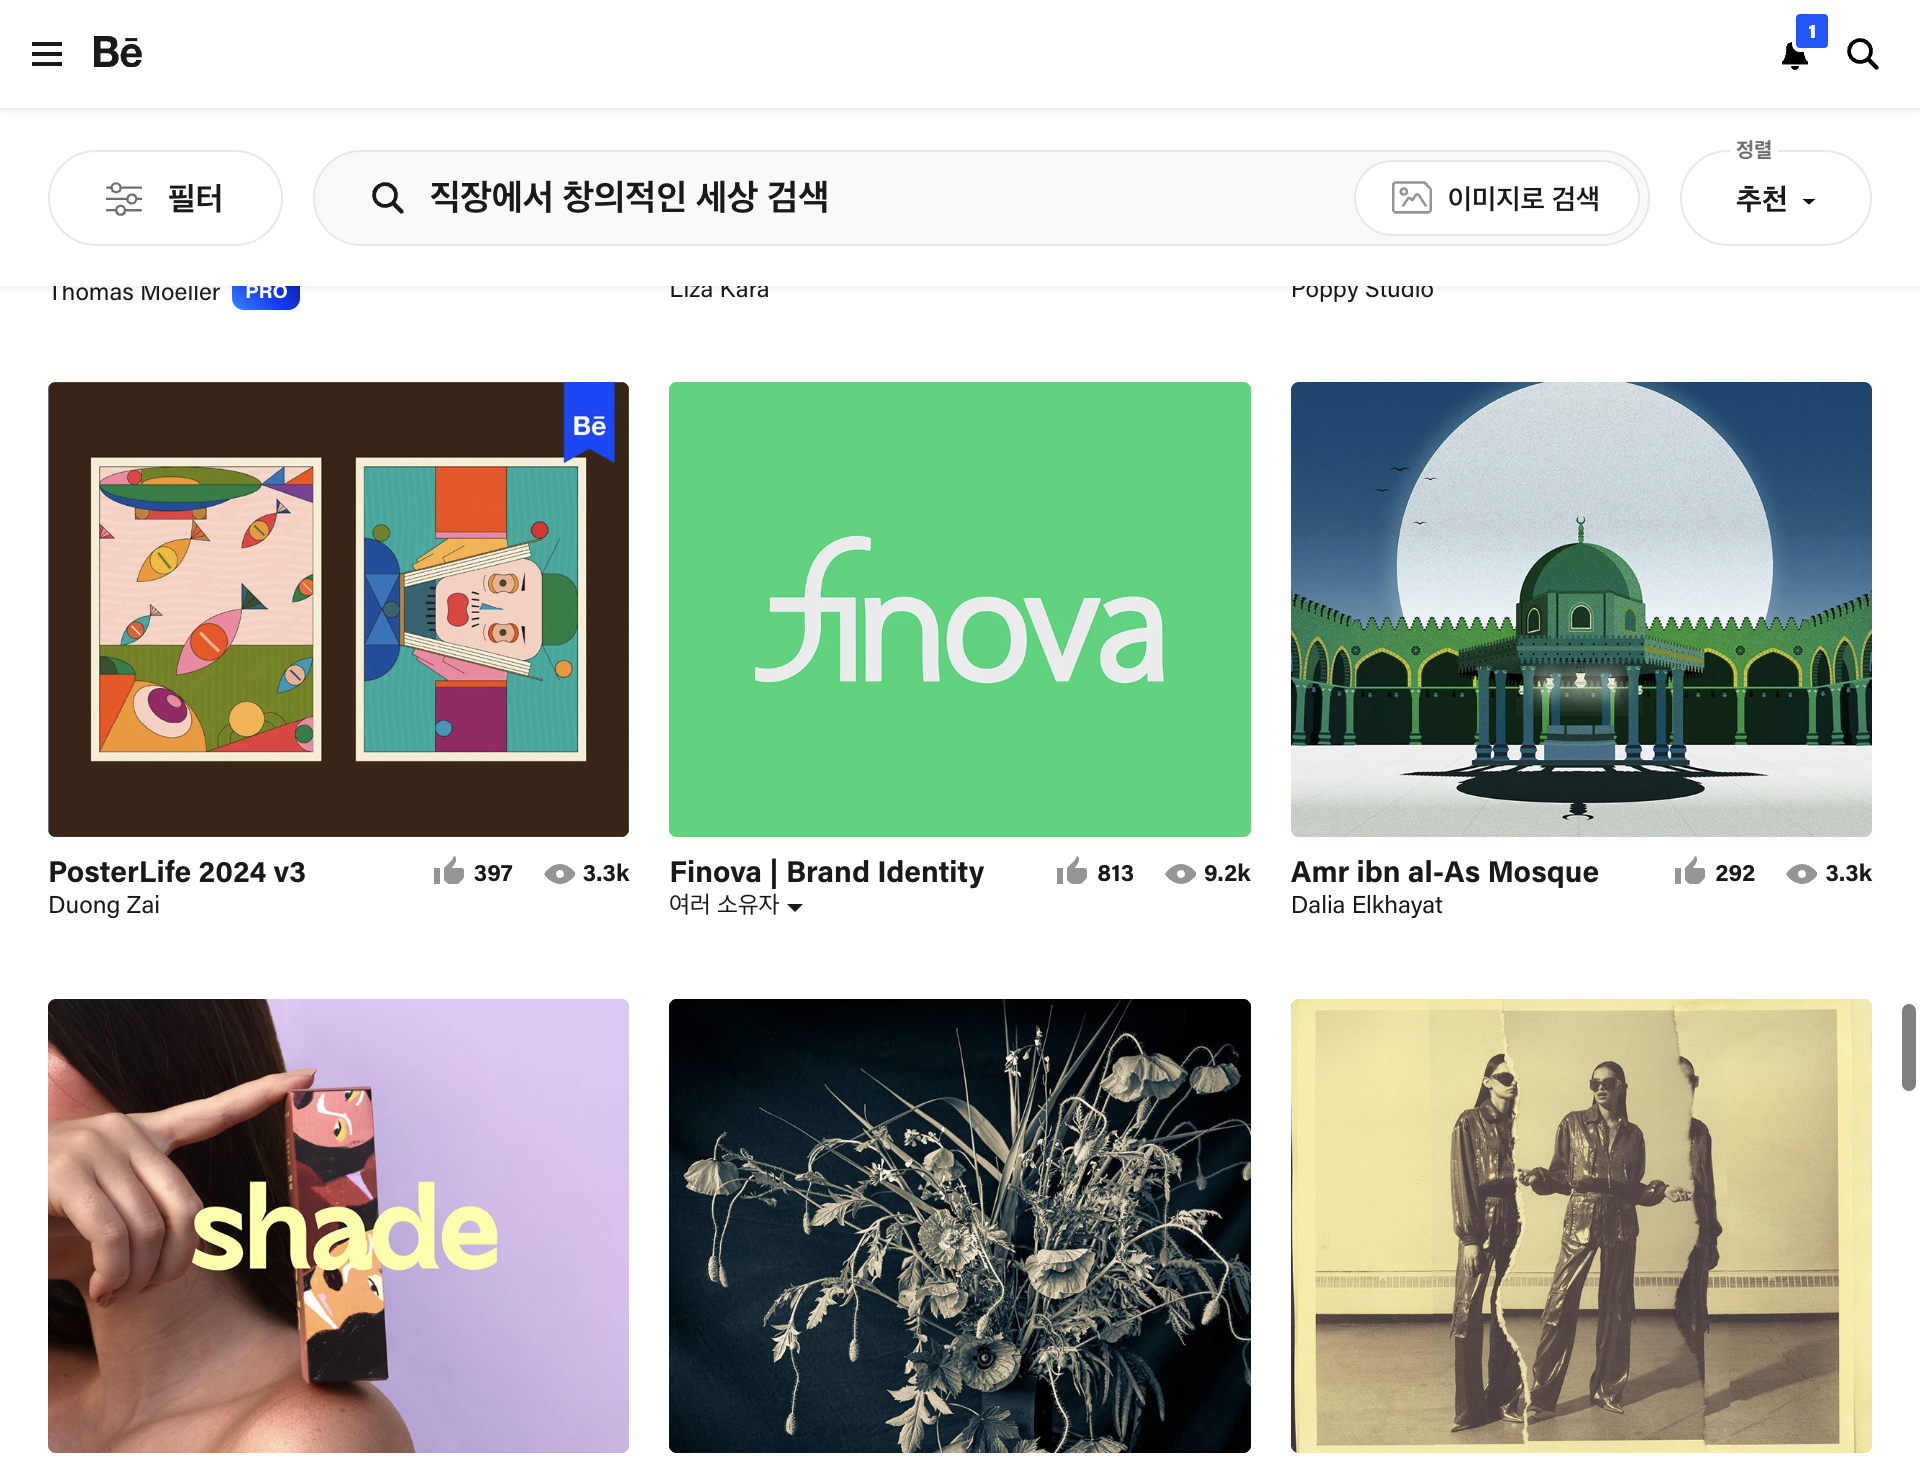 Bē
1
필터
직장에서 창의적인 세상 검색
이미지로 검색
정렬
추천
Thomas Moeller PRO
Liza Kara
Poppy Studio
Bē
finova
PosterLife 2024 v3 397 3.3k
Duong Zai
Finova | Brand Identity 813 9.2k
여러 소유자
Amr ibn al-As Mosque 292 3.3k
Dalia Elkhayat
shade